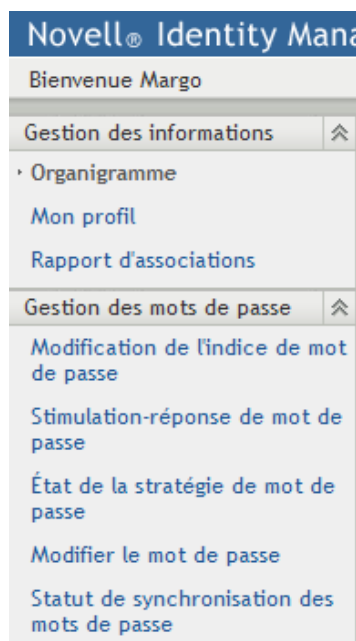 Novell® Identity Mana
Bienvenue Margo
Gestion des informations
Organigramme
Mon profil
Rapport d'associations
Gestion des mots de passe
Modification de l'indice de mot
de passe
Stimulation-réponse de mot de
passe
État de la stratégie de mot de
passe
Modifier le mot de passe
Statut de synchronisation des
mots de passe